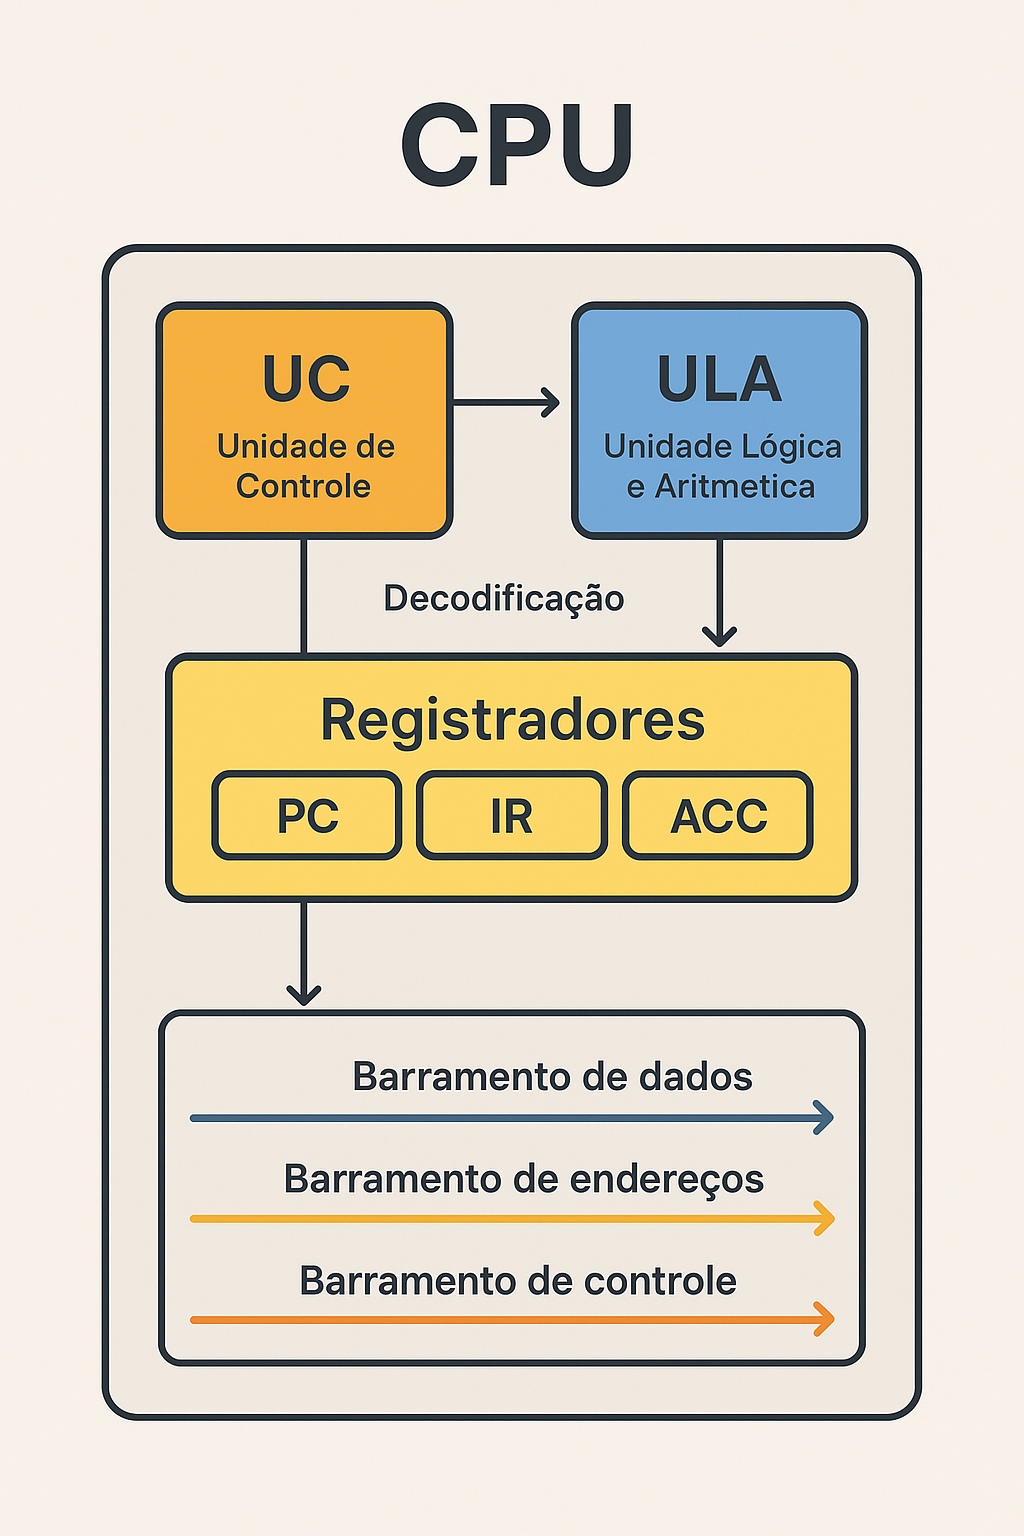 CPU
UC
Unidade de
Controle
ULA
Unidade Lógica
e Aritmetica
Decodificação
Registradores
PC
IR
ACC
Barramento de dados
Barramento de endereços
Barramento de controle